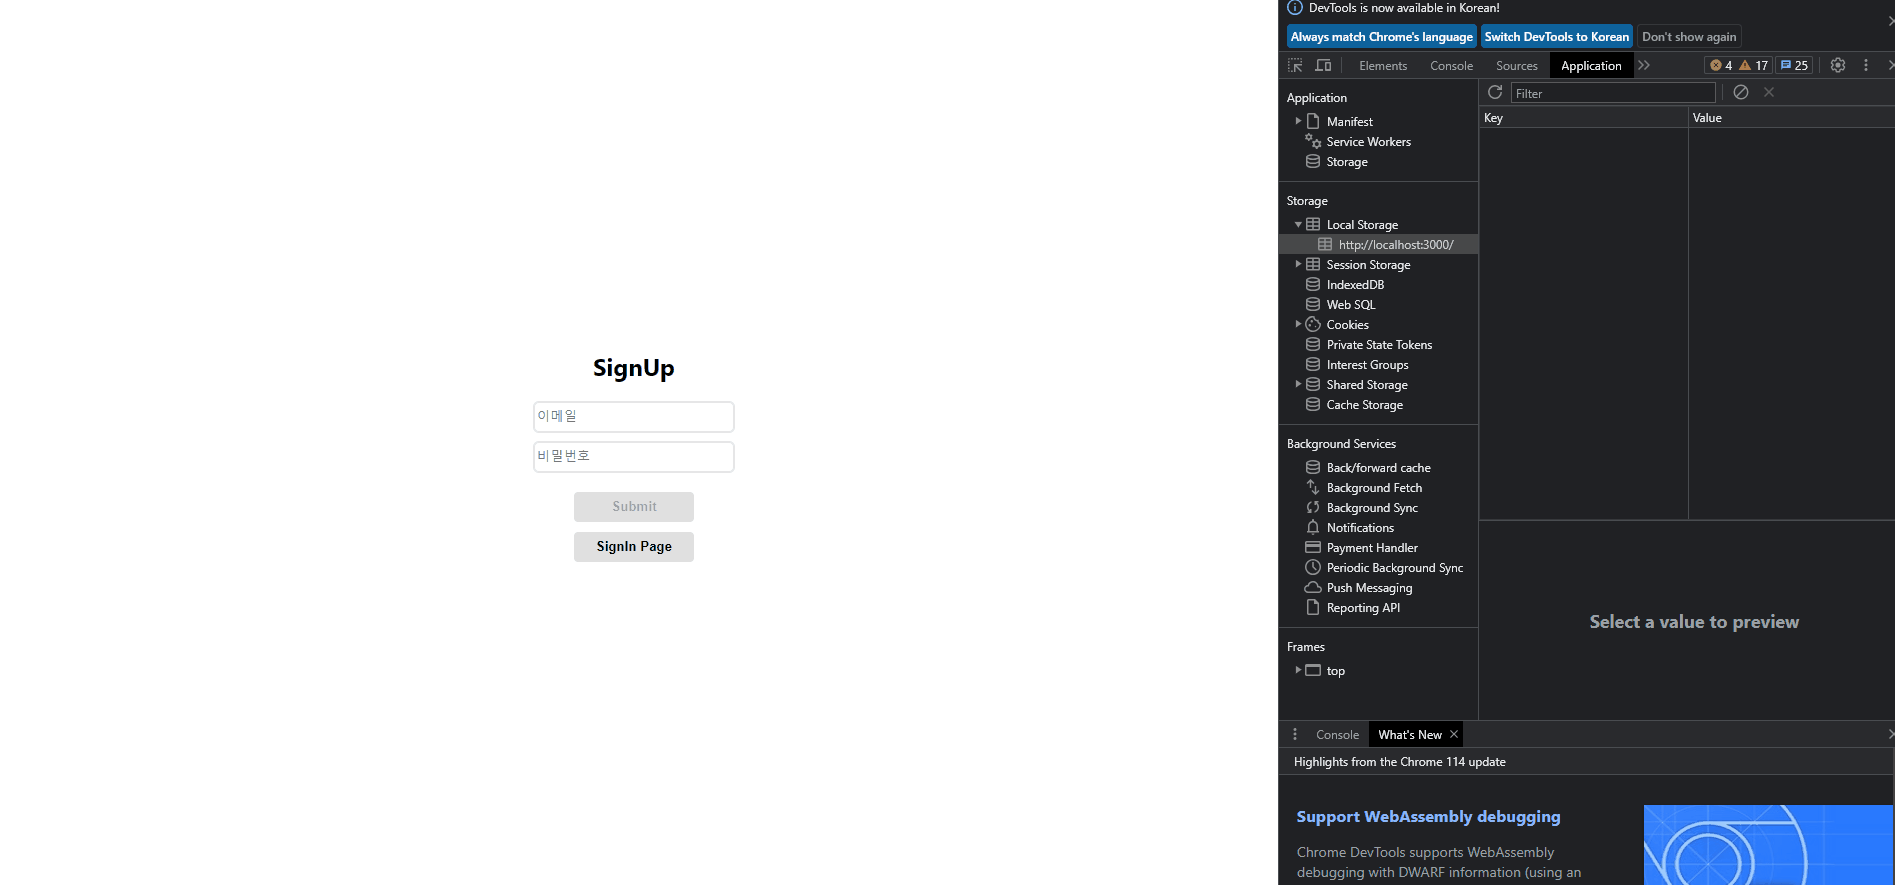 SignUp
이메일
비밀번호
Submit
SignIn Page
DevTools is now available in Korean!
Always match Chrome's language
Switch DevTools to Korean
Don't show again
Elements
Console
Sources
Application
4
17
25
Application
Manifest
Service Workers
Storage
Storage
Local Storage
http://localhost:3000/
Session Storage
IndexedDB
Web SQL
Cookies
Private State Tokens
Interest Groups
Shared Storage
Cache Storage
Background Services
Back/forward cache
Background Fetch
Background Sync
Notifications
Payment Handler
Periodic Background Sync
Push Messaging
Reporting API
Frames
top
Filter
Key
Value
Select a value to preview
Console
What's New
Highlights from the Chrome 114 update
Support WebAssembly debugging
Chrome DevTools supports WebAssembly
debugging with DWARF information (using an